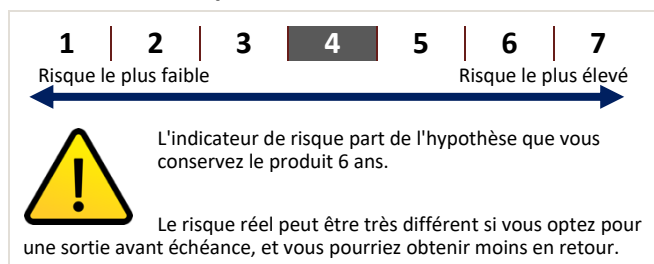 1 2 3 4 5 6 7
Risque le plus faible Risque le plus élevé
L'indicateur de risque part de l'hypothèse que vous
conservez le produit 6 ans.
Le risque réel peut être très différent si vous optez pour
une sortie avant échéance, et vous pourriez obtenir moins en retour.